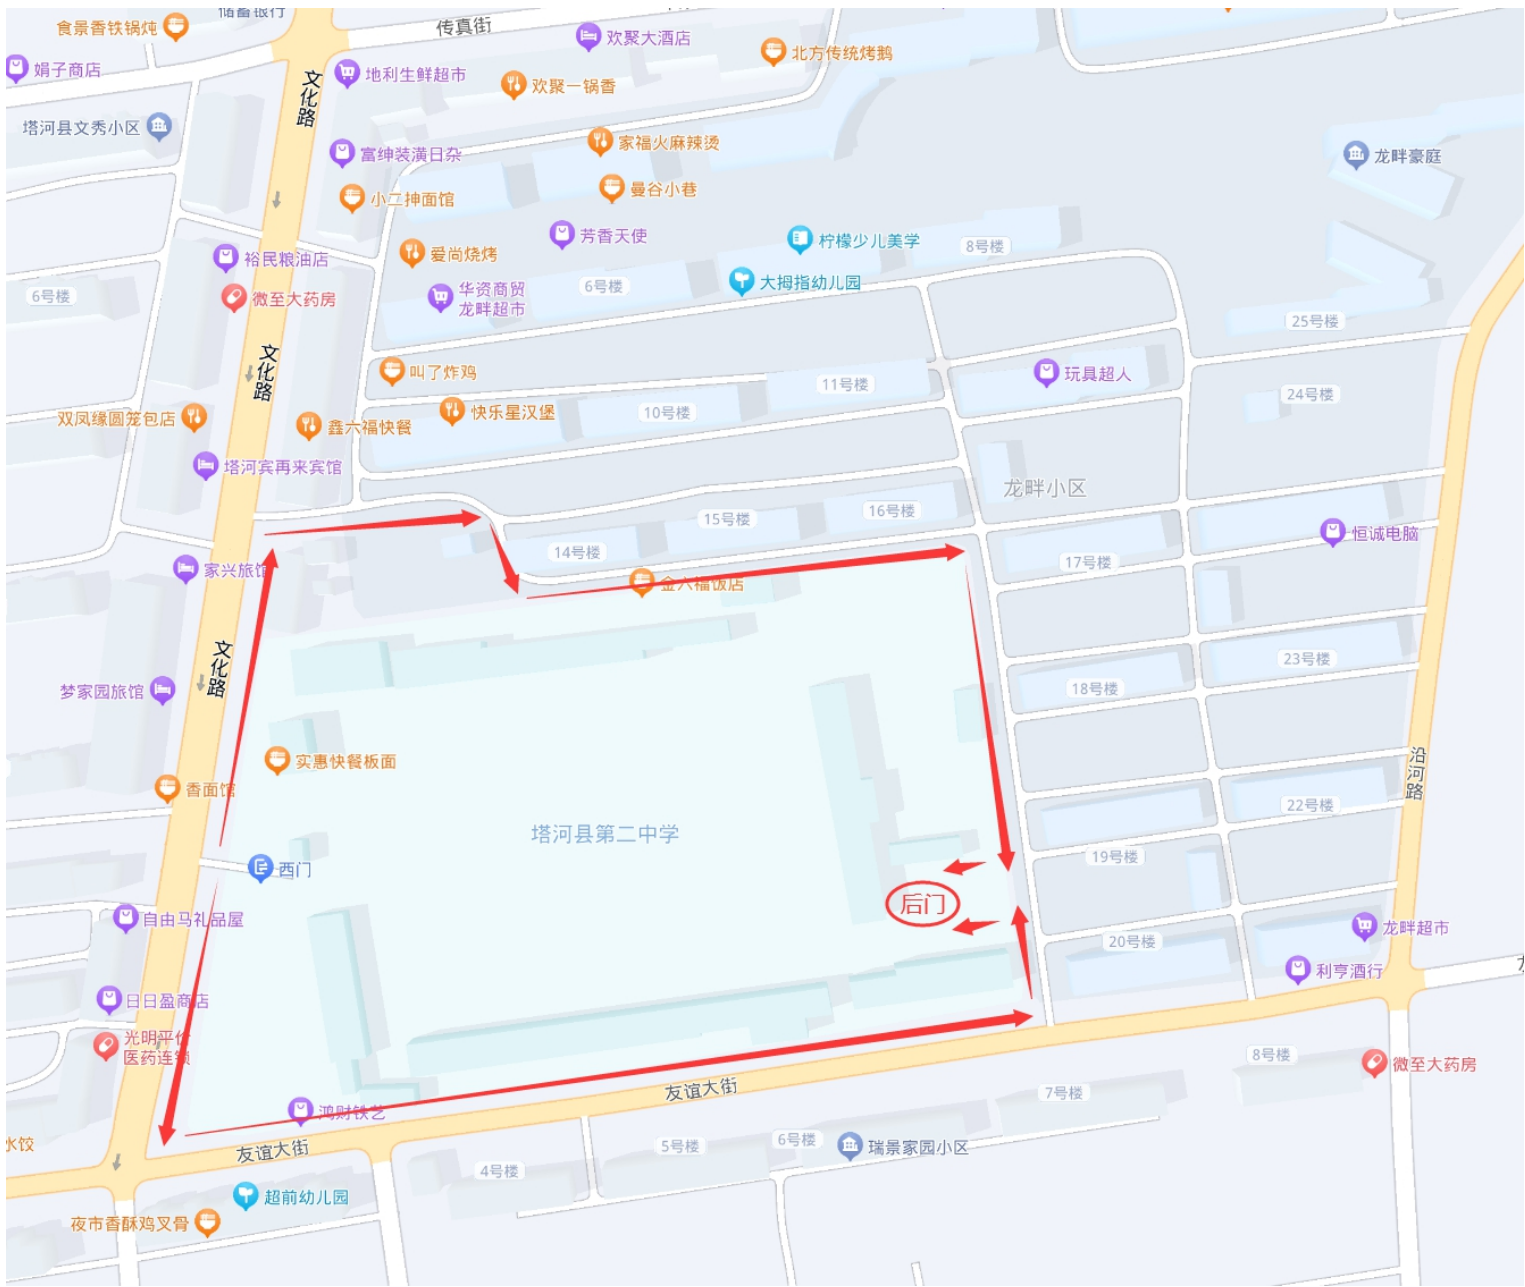 储蓄银行
食景香铁锅炖
传真街
欢聚大酒店
北方传统烤鹅
娟子商店
文化路
地利生鲜超市
欢聚一锅香
塔河县文秀小区
富绅装潢日杂
家福火麻辣烫
龙畔豪庭
小二抻面馆
曼谷小巷
裕民粮油店
爱尚烧烤
芳香天使
柠檬少儿美学
8号楼
6号楼
微至大药房
华资商贸
龙畔超市
6号楼
大拇指幼儿园
25号楼
文化路
叫了炸鸡
11号楼
玩具超人
24号楼
双凤缘圆笼包店
鑫六福快餐
快乐星汉堡
10号楼
塔河宾再来宾馆
龙畔小区
15号楼
16号楼
恒诚电脑
家兴旅馆
14号楼
17号楼
金六福饭店
文化路
梦家园旅馆
18号楼
23号楼
实惠快餐板面
香面馆
沿河路
22号楼
塔河县第二中学
西门
19号楼
后门
自由马礼品屋
20号楼
龙畔超市
利亨酒行
日日盈商店
光明平价
医药连锁
8号楼
微至大药房
友谊大街
7号楼
鸿财铁艺
水饺
友谊大街
4号楼
5号楼
6号楼
瑞景家园小区
超前幼儿园
夜市香酥鸡叉骨